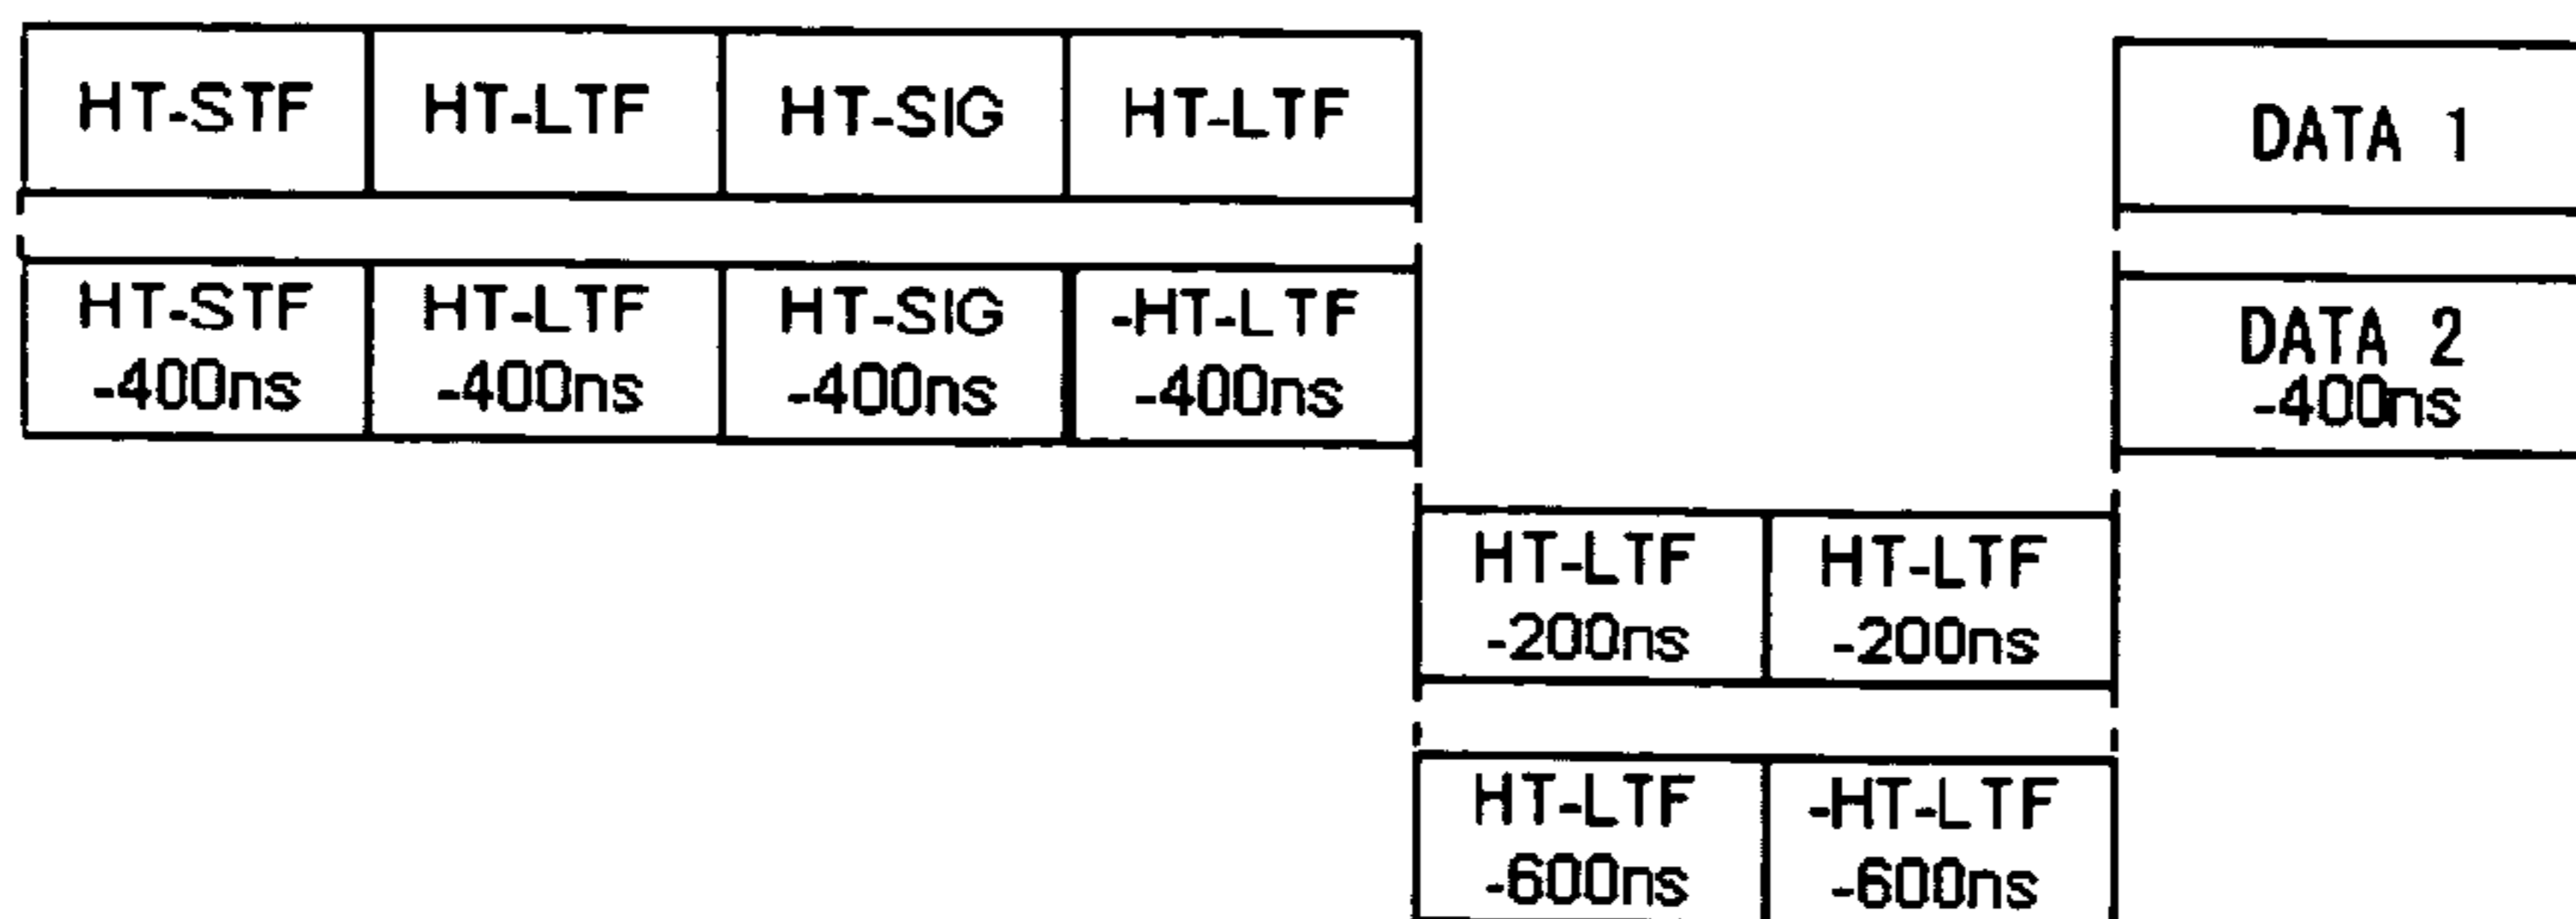 HT-STF HT-LTF HT-SIG HT-LTF DATA 1
HT-STF HT-LTF HT-SIG -HT-LTF DATA 2
-400ns -400ns -400ns -400ns -400ns
HT-LTF HT-LTF
-200ns -200ns
HT-LTF -HT-LTF
-600ns -600ns